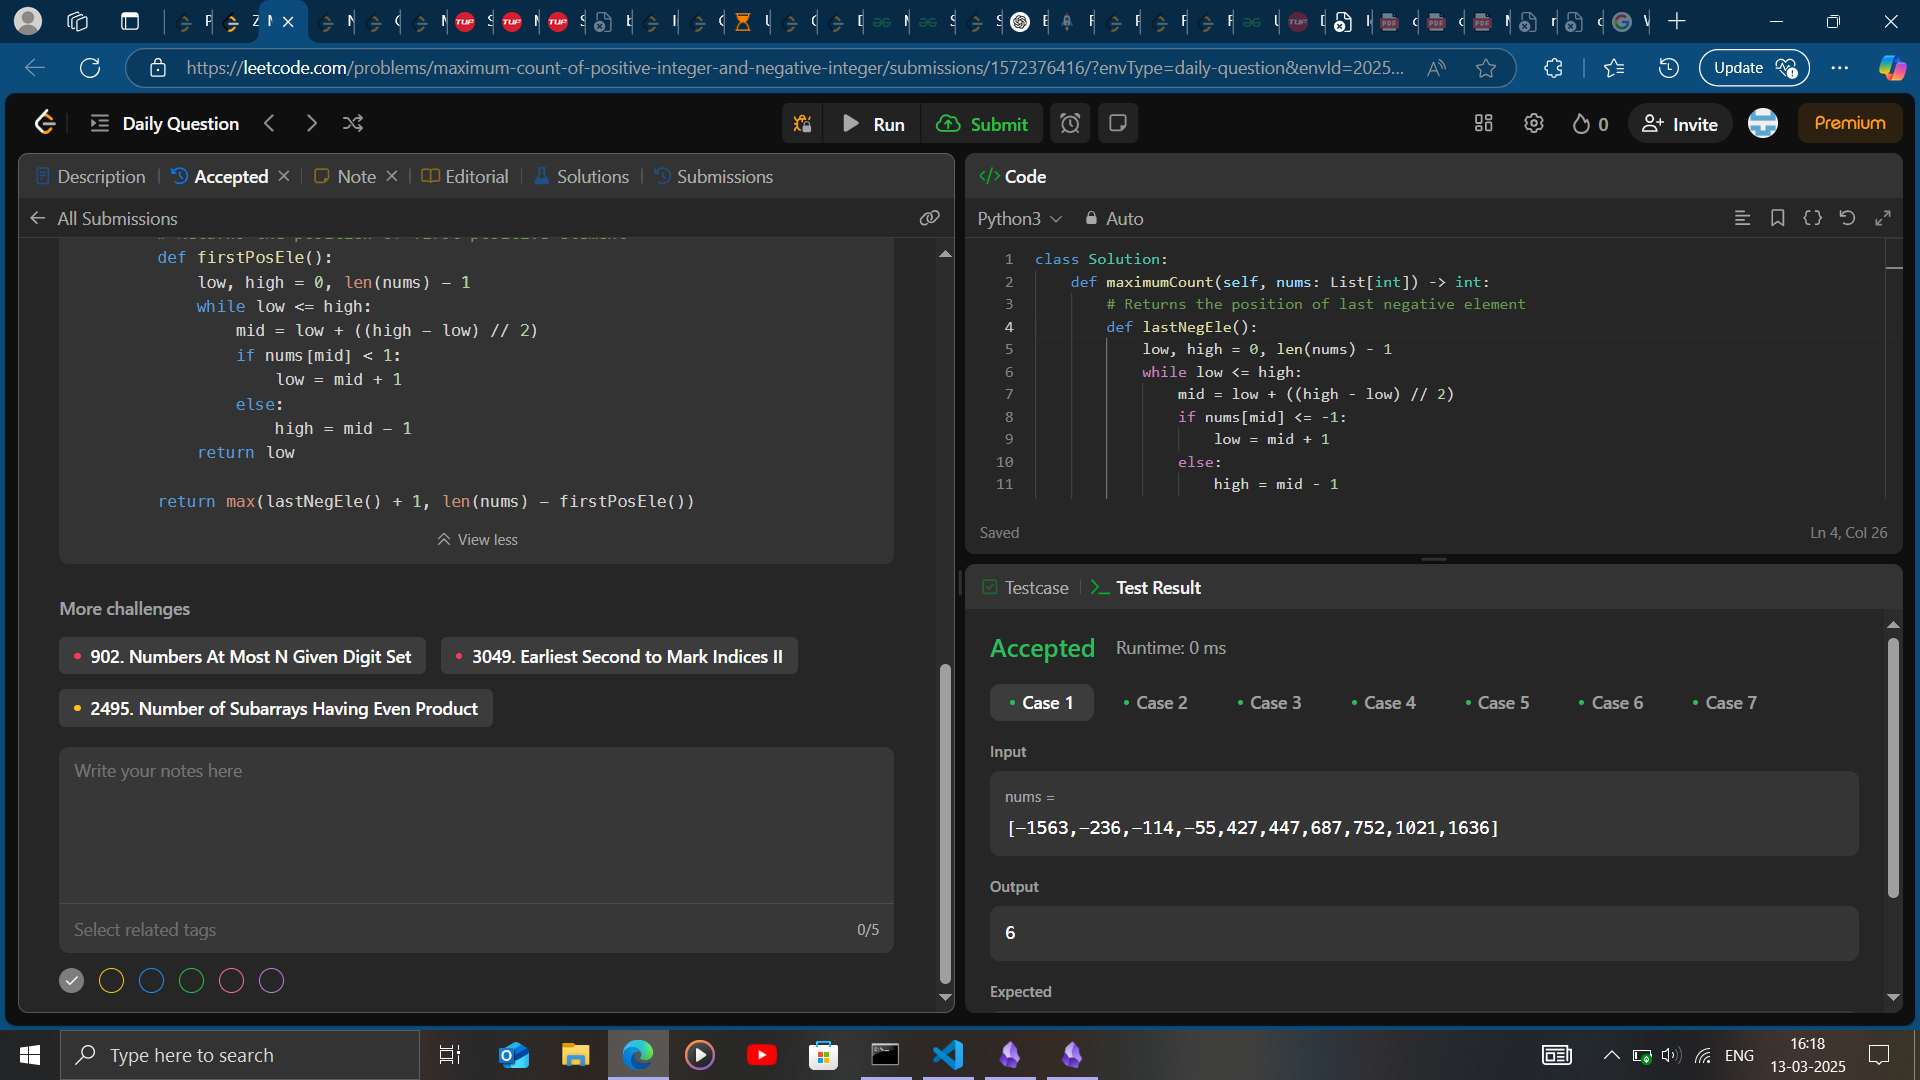 https://leetcode.com/problems/maximum-count-of-positive-integer-and-negative-integer/submissions/1572376416/?envType=daily-question&envId=2025...
Update
Daily Question
Run
Submit
0
Invite
Premium
Description
Accepted
Note
Editorial
Solutions
Submissions
All Submissions
def firstPosEle():
low, high = 0, len(nums) - 1
while low <= high:
mid = low + ((high - low) // 2)
if nums[mid] < 1:
low = mid + 1
else:
high = mid - 1
return low
return max(lastNegEle() + 1, len(nums) - firstPosEle())
View less
More challenges
902. Numbers At Most N Given Digit Set
3049. Earliest Second to Mark Indices II
2495. Number of Subarrays Having Even Product
Write your notes here
Select related tags
0/5
</> Code
Python3
Auto
1 class Solution:
2 def maximumCount(self, nums: List[int]) -> int:
3 # Returns the position of last negative element
4 def lastNegEle():
5 low, high = 0, len(nums) - 1
6 while low <= high:
7 mid = low + ((high - low) // 2)
8 if nums[mid] <= -1:
9 low = mid + 1
10 else:
11 high = mid - 1
Saved
Ln 4, Col 26
Testcase
Test Result
Accepted
Runtime: 0 ms
Case 1
Case 2
Case 3
Case 4
Case 5
Case 6
Case 7
Input
nums =
[-1563,-236,-114,-55,427,447,687,752,1021,1636]
Output
6
Expected
Type here to search
ENG
16:18
13-03-2025